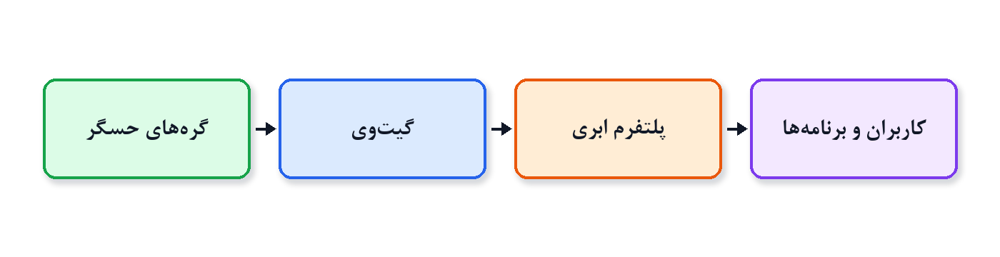 گره‌های حسگر
گیت‌وی
پلتفرم ابری
کاربران و برنامه‌ها